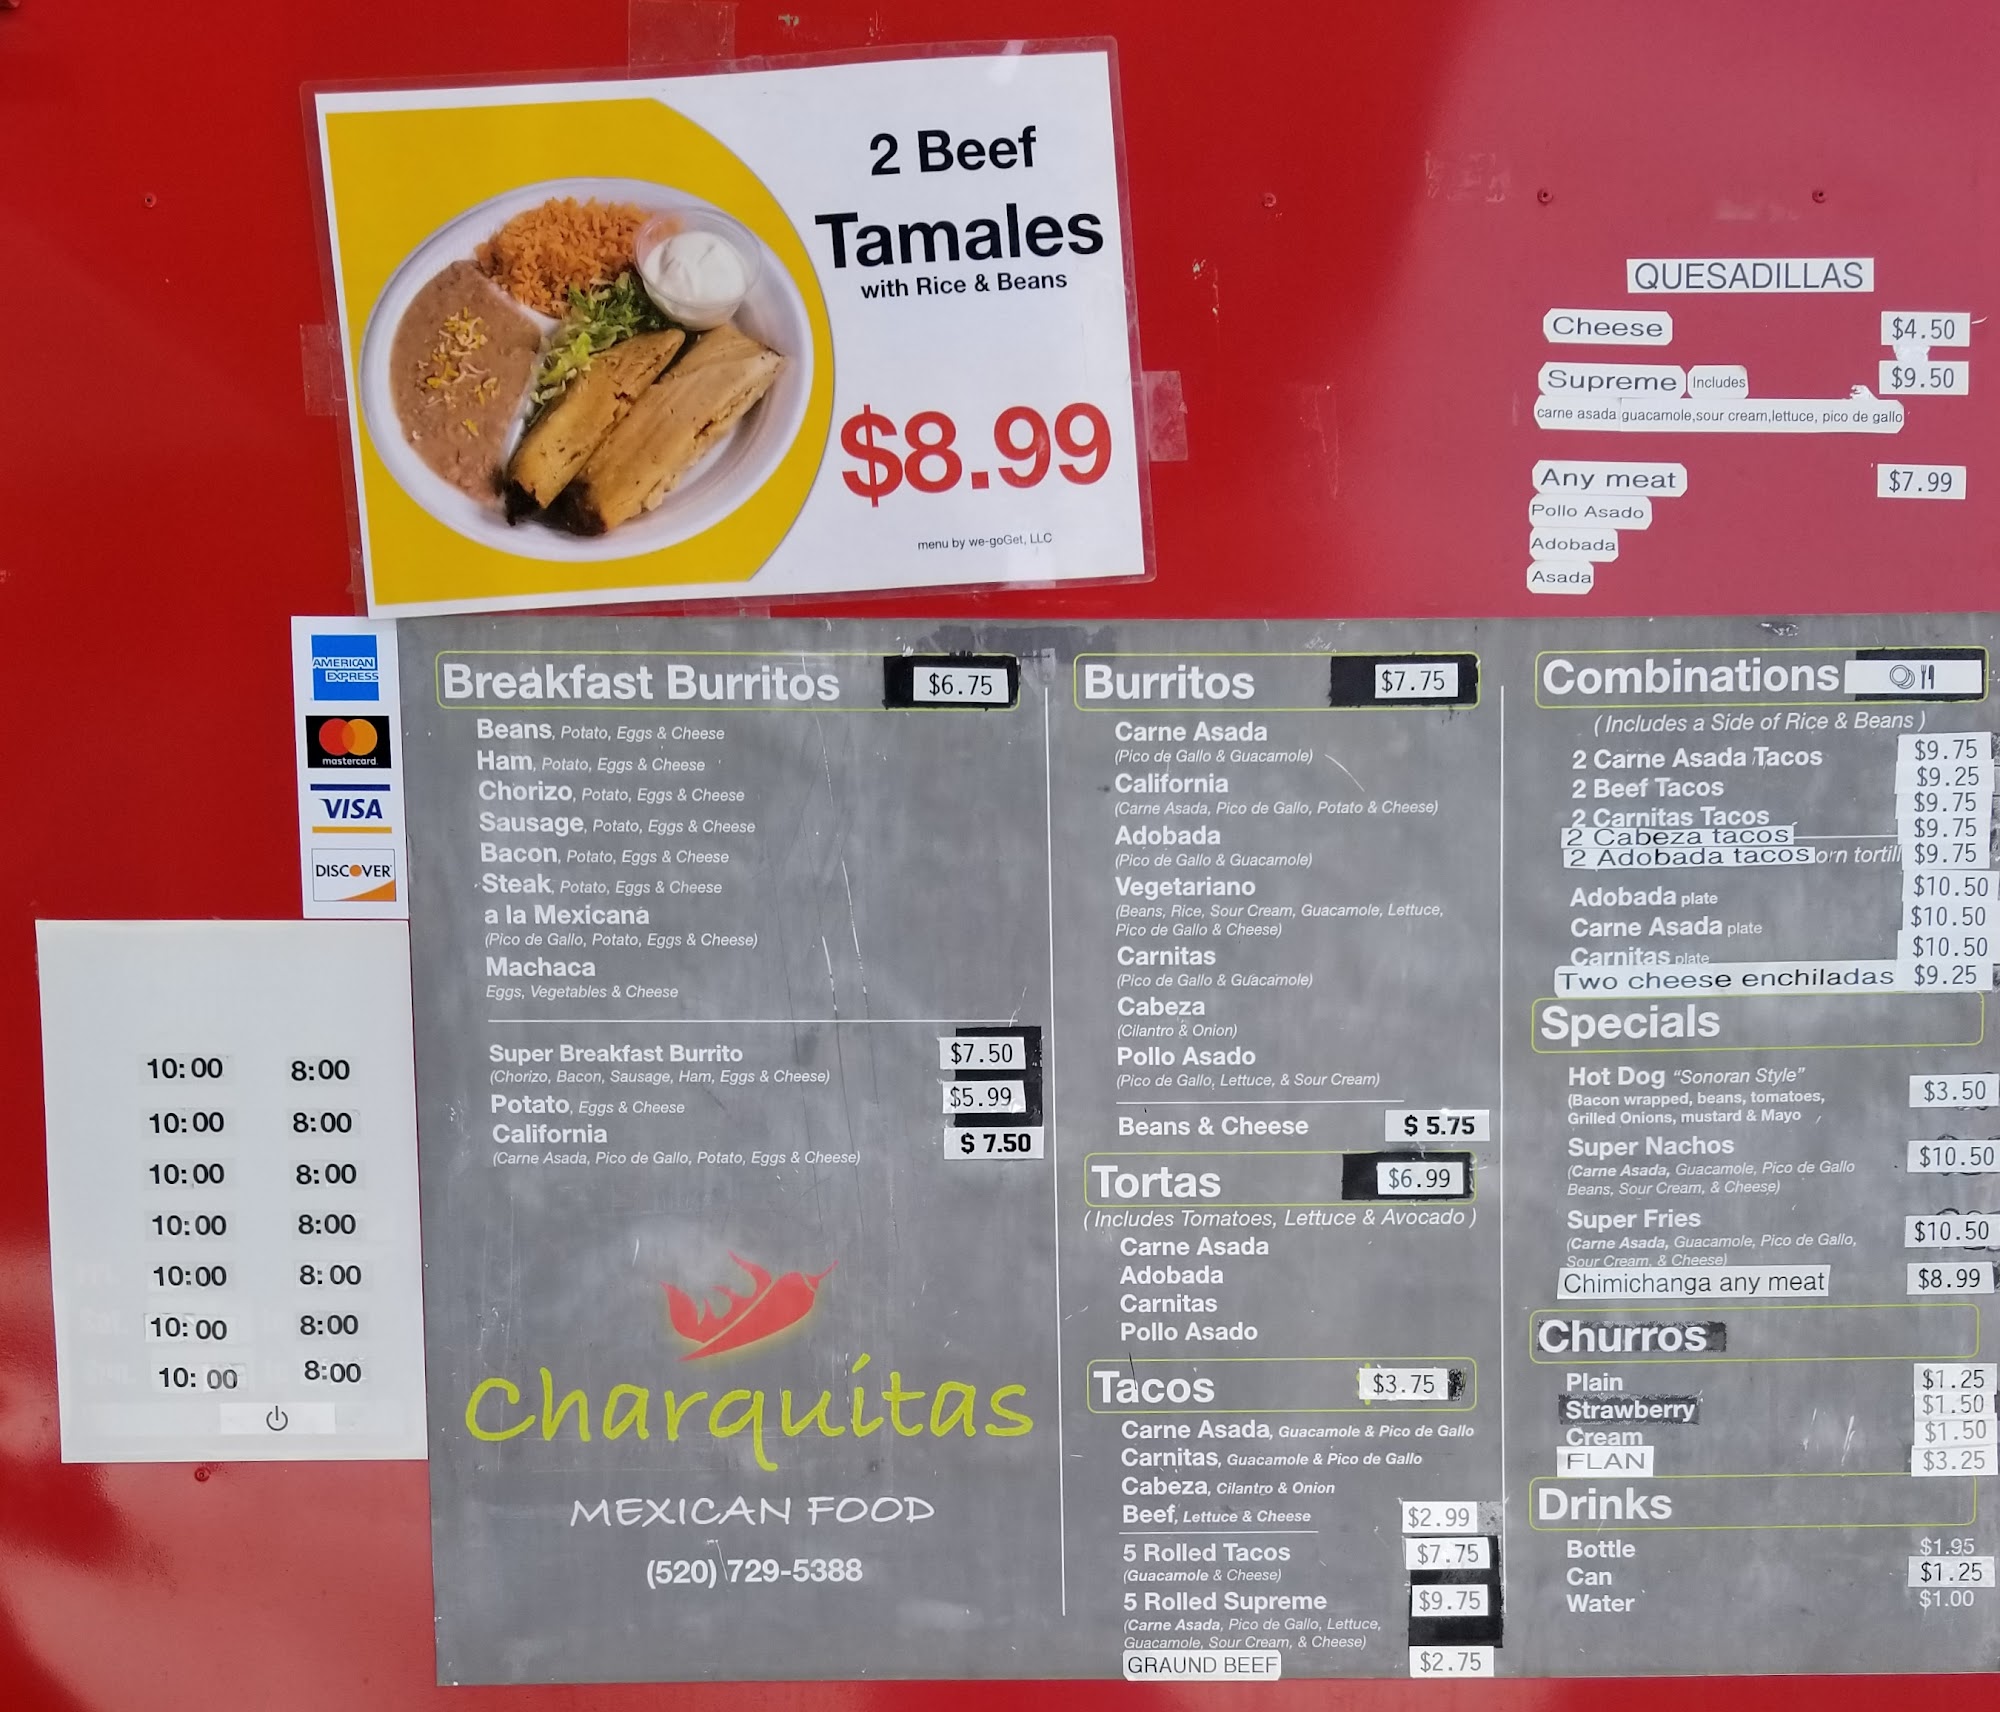 2 Beef
Tamales
with Rice & Beans
$8.99
menu by we-goGet, LLC
QUESADILLAS
Cheese $4.50
Supreme Includes $9.50
carne asada guacamole,sour cream,lettuce, pico de gallo
Any meat $7.99
Pollo Asado
Adobada
Asada
AMERICAN
EXPRESS
mastercard
VISA
DISCOVER
10:00 8:00
10:00 8:00
10:00 8:00
10:00 8:00
10:00 8:00
10:00 8:00
10:00 8:00
Breakfast Burritos $6.75
Beans, Potato, Eggs & Cheese
Ham, Potato, Eggs & Cheese
Chorizo, Potato, Eggs & Cheese
Sausage, Potato, Eggs & Cheese
Bacon, Potato, Eggs & Cheese
Steak, Potato, Eggs & Cheese
a la Mexicana
(Pico de Gallo, Potato, Eggs & Cheese)
Machaca
Eggs, Vegetables & Cheese
Super Breakfast Burrito $7.50
(Chorizo, Bacon, Sausage, Ham, Eggs & Cheese)
Potato, Eggs & Cheese $5.99
California $ 7.50
(Carne Asada, Pico de Gallo, Potato, Eggs & Cheese)
Charquitas
MEXICAN FOOD
(520) 729-5388
Burritos $7.75
Carne Asada
(Pico de Gallo & Guacamole)
California
(Carne Asada, Pico de Gallo, Potato & Cheese)
Adobada
(Pico de Gallo & Guacamole)
Vegetariano
(Beans, Rice, Sour Cream, Guacamole, Lettuce,
Pico de Gallo & Cheese)
Carnitas
(Pico de Gallo & Guacamole)
Cabeza
(Cilantro & Onion)
Pollo Asado
(Pico de Gallo, Lettuce, & Sour Cream)
Beans & Cheese $ 5.75
Tortas $6.99
(Includes Tomatoes, Lettuce & Avocado)
Carne Asada
Adobada
Carnitas
Pollo Asado
Tacos $3.75
Carne Asada, Guacamole & Pico de Gallo
Carnitas, Guacamole & Pico de Gallo
Cabeza, Cilantro & Onion
Beef, Lettuce & Cheese $2.99
5 Rolled Tacos $7.75
(Guacamole & Cheese)
5 Rolled Supreme $9.75
(Carne Asada, Pico de Gallo, Lettuce,
Guacamole, Sour Cream, & Cheese)
GRAUND BEEF $2.75
Combinations
(Includes a Side of Rice & Beans)
2 Carne Asada Tacos $9.75
2 Beef Tacos $9.25
2 Carnitas Tacos $9.75
2 Cabeza tacos $9.75
2 Adobada tacos orn tortill $9.75
Adobada plate $10.50
Carne Asada plate $10.50
Carnitas plate $10.50
Two cheese enchiladas $9.25
Specials
Hot Dog "Sonoran Style" $3.50
(Bacon wrapped, beans, tomatoes,
Grilled Onions, mustard & Mayo
Super Nachos $10.50
(Carne Asada, Guacamole, Pico de Gallo
Beans, Sour Cream, & Cheese)
Super Fries $10.50
(Carne Asada, Guacamole, Pico de Gallo,
Sour Cream, & Cheese)
Chimichanga any meat $8.99
Churros
Plain $1.25
Strawberry $1.50
Cream $1.50
FLAN $3.25
Drinks
Bottle $1.95
Can $1.25
Water $1.00